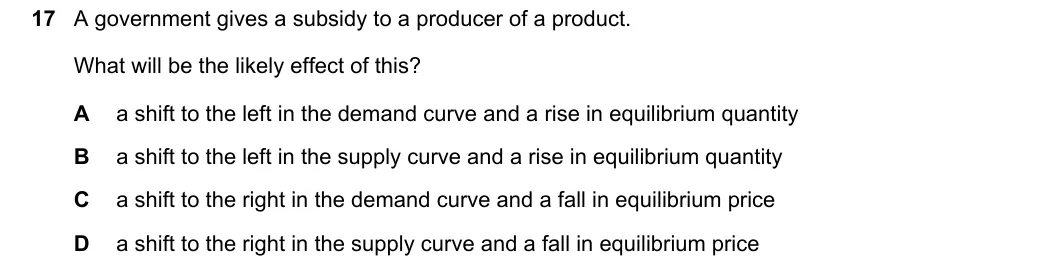 17 A government gives a subsidy to a producer of a product.
What will be the likely effect of this?
A a shift to the left in the demand curve and a rise in equilibrium quantity
B a shift to the left in the supply curve and a rise in equilibrium quantity
C a shift to the right in the demand curve and a fall in equilibrium price
D a shift to the right in the supply curve and a fall in equilibrium price